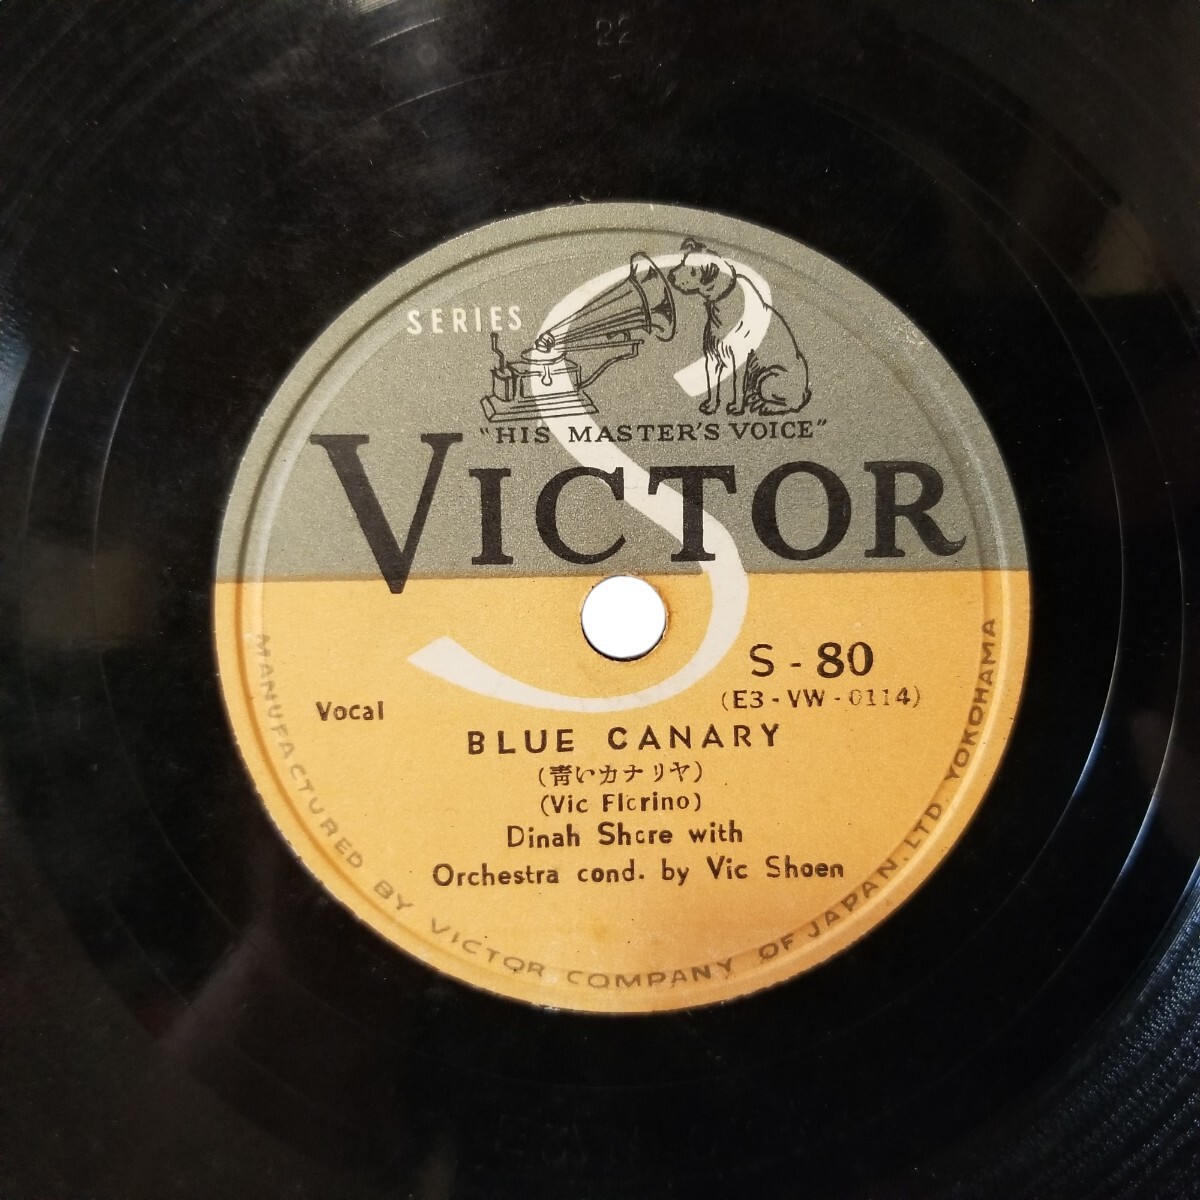 22
SERIES S
"HIS MASTER'S VOICE"
VICTOR
S - 80
(E3 - VW - 0114)
Vocal
BLUE CANARY
(青いカナリヤ)
(Vic Florino)
Dinah Shore with
Orchestra cond. by Vic Shoen
MANUFACTURED BY VICTOR COMPANY OF JAPAN, LTD. YOKOHAMA